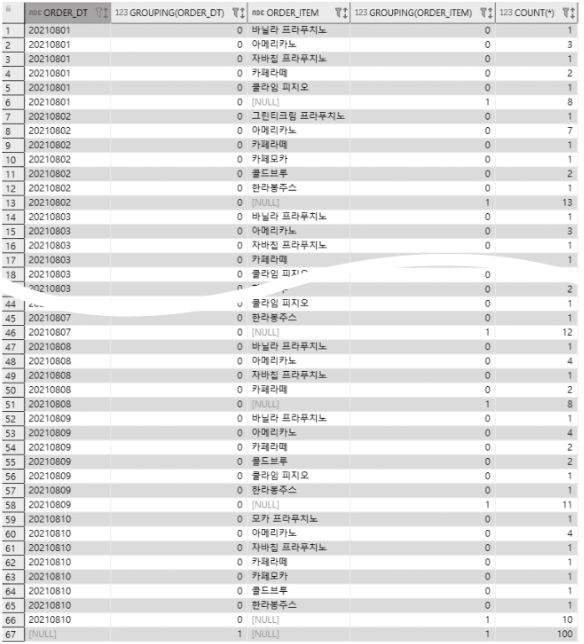 ABC ORDER_DT 123 GROUPING(ORDER_DT) ABC ORDER_ITEM 123 GROUPING(ORDER_ITEM) 123 COUNT(*)
1 20210801 0 바닐라 프라푸치노 0 1
2 20210801 0 아메리카노 0 3
3 20210801 0 자바칩 프라푸치노 0 1
4 20210801 0 카페라떼 0 2
5 20210801 0 쿨라임 피지오 0 1
6 20210801 0 [NULL] 1 8
7 20210802 0 그린티크림 프라푸치노 0 1
8 20210802 0 아메리카노 0 7
9 20210802 0 카페라떼 0 1
10 20210802 0 카페모카 0 1
11 20210802 0 콜드브루 0 2
12 20210802 0 한라봉주스 0 1
13 20210802 0 [NULL] 1 13
14 20210803 0 바닐라 프라푸치노 0 1
15 20210803 0 아메리카노 0 3
16 20210803 0 자바칩 프라푸치노 0 1
17 20210803 0 카페라떼 0 1
18 20210803 0 쿨라임 0
20210803 0 2
44 0 쿨라임 피지오 0 1
45 20210807 0 한라봉주스 0 1
46 20210807 0 [NULL] 1 12
47 20210808 0 바닐라 프라푸치노 0 1
48 20210808 0 아메리카노 0 4
49 20210808 0 자바칩 프라푸치노 0 1
50 20210808 0 카페라떼 0 2
51 20210808 0 [NULL] 1 8
52 20210809 0 바닐라 프라푸치노 0 1
53 20210809 0 아메리카노 0 4
54 20210809 0 카페라떼 0 2
55 20210809 0 콜드브루 0 2
56 20210809 0 쿨라임 피지오 0 1
57 20210809 0 한라봉주스 0 1
58 20210809 0 [NULL] 1 11
59 20210810 0 모카 프라푸치노 0 1
60 20210810 0 아메리카노 0 4
61 20210810 0 자바칩 프라푸치노 0 1
62 20210810 0 카페라떼 0 1
63 20210810 0 카페모카 0 1
64 20210810 0 콜드브루 0 1
65 20210810 0 한라봉주스 0 1
66 20210810 0 [NULL] 1 10
67 [NULL] 1 [NULL] 1 100